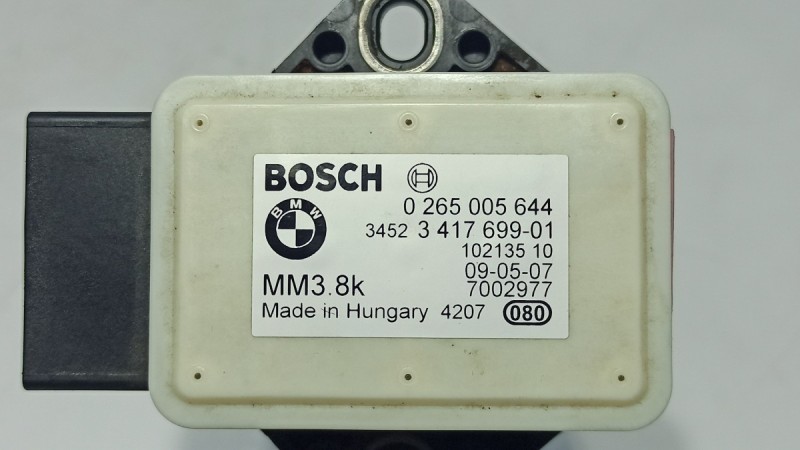 BOSCH
0 265 005 644
BMW
3452 3 417 699-01
102135 10
09-05-07
MM3.8k 7002977
Made in Hungary 4207 080